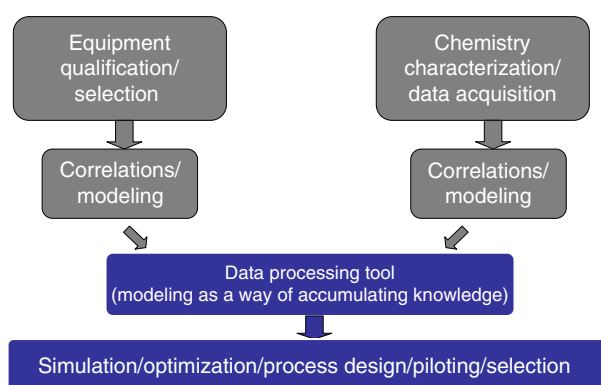 Equipment
qualification/
selection
Chemistry
characterization/
data acquisition
Correlations/
modeling
Correlations/
modeling
Data processing tool
(modeling as a way of accumulating knowledge)
Simulation/optimization/process design/piloting/selection